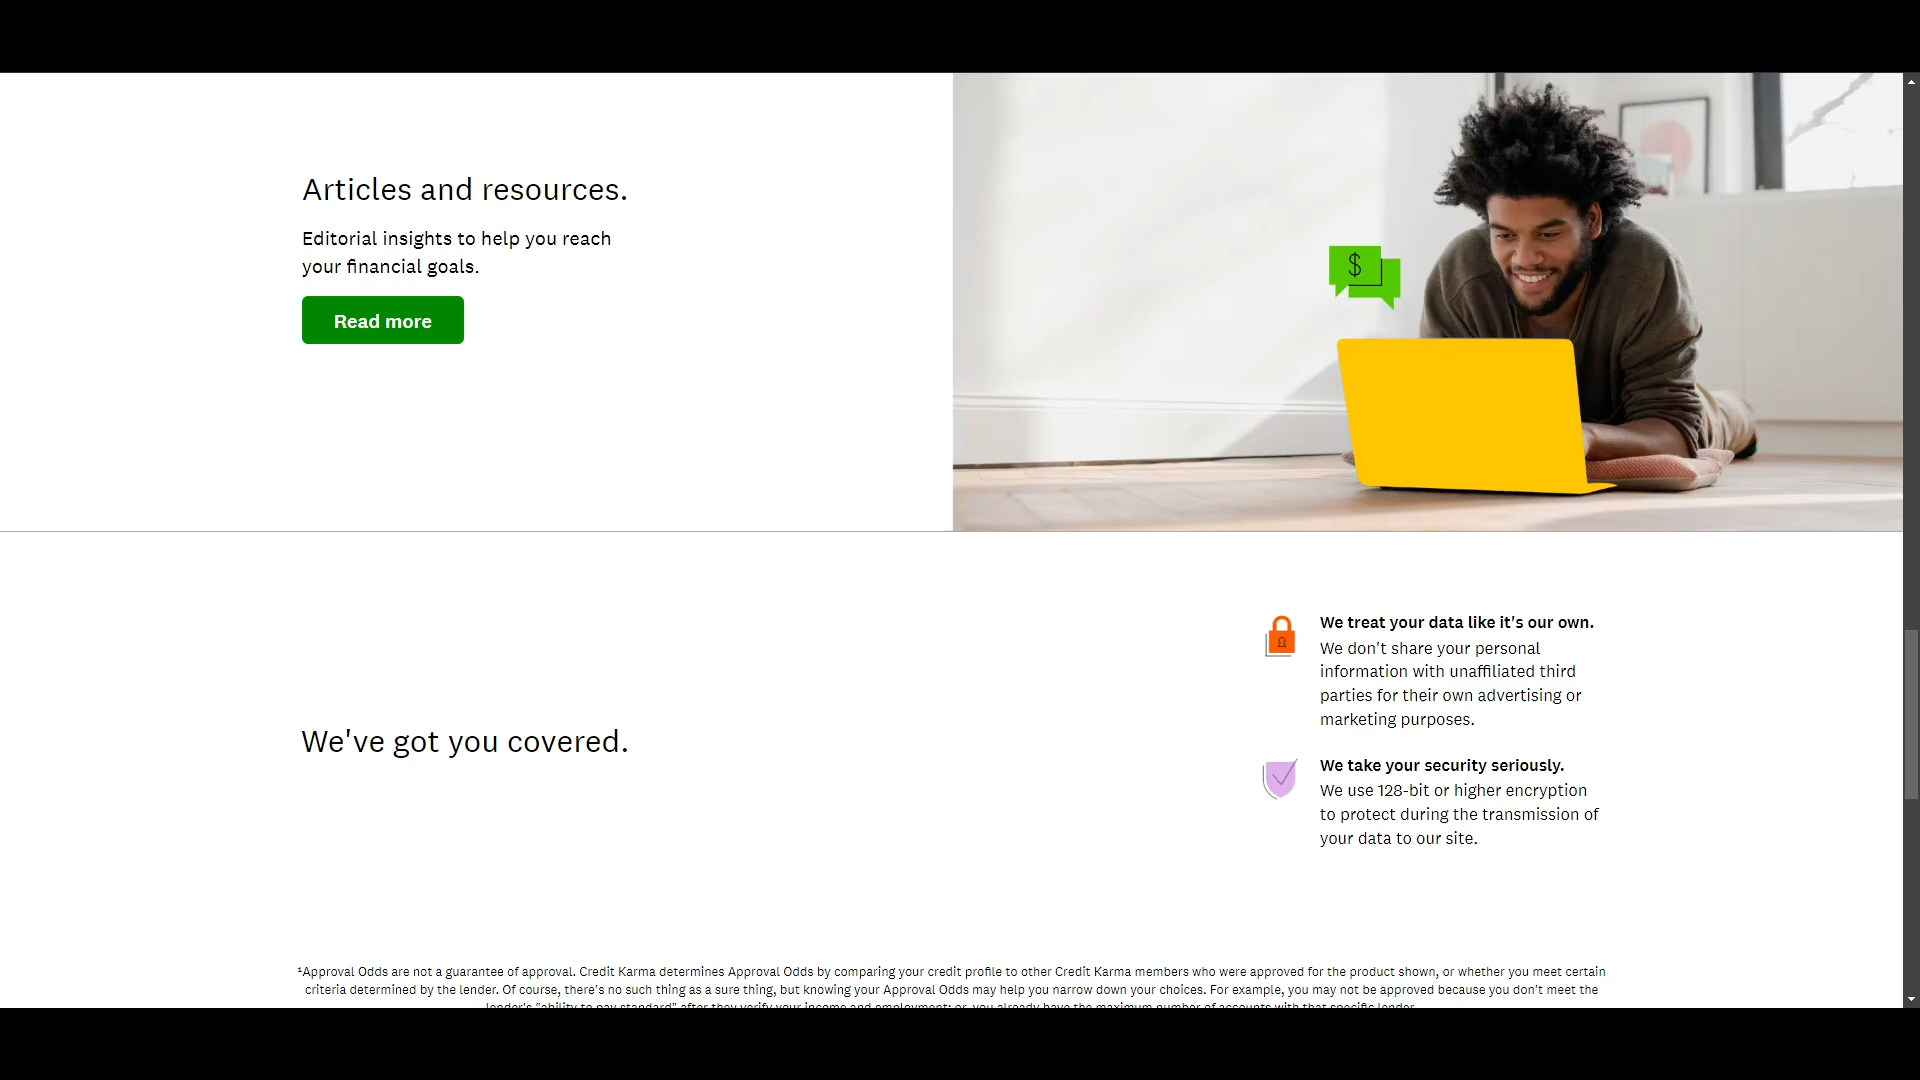 Articles and resources.
Editorial insights to help you reach
your financial goals.
Read more
$
We've got you covered.
We treat your data like it's our own.
We don't share your personal
information with unaffiliated third
parties for their own advertising or
marketing purposes.
We take your security seriously.
We use 128-bit or higher encryption
to protect during the transmission of
your data to our site.
¹Approval Odds are not a guarantee of approval. Credit Karma determines Approval Odds by comparing your credit profile to other Credit Karma members who were approved for the product shown, or whether you meet certain
criteria determined by the lender. Of course, there's no such thing as a sure thing, but knowing your Approval Odds may help you narrow down your choices. For example, you may not be approved because you don't meet the
lender's "ability to pay standard" after they verify your income and employment; or, you already have the maximum number of accounts with that specific lender.